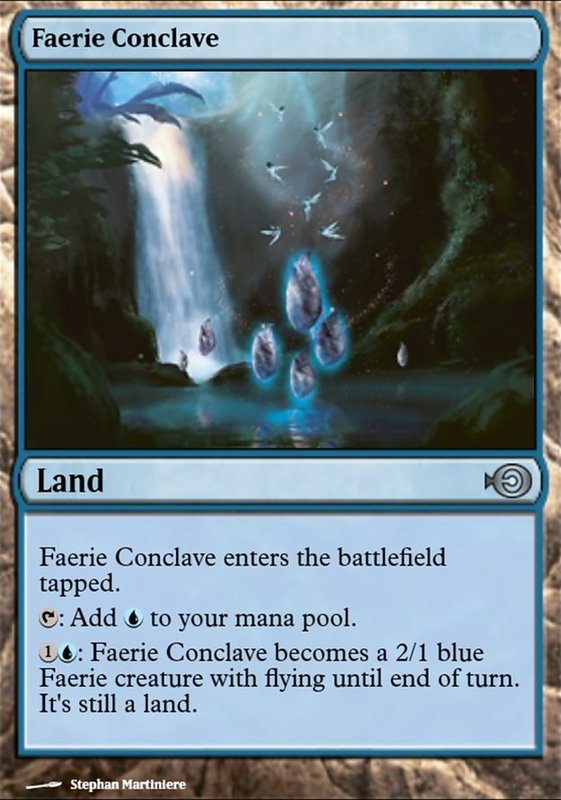 Faerie Conclave
Land
Faerie Conclave enters the battlefield
tapped.
: Add to your mana pool.
1: Faerie Conclave becomes a 2/1 blue
Faerie creature with flying until end of turn.
It's still a land.
Stephan Martiniere